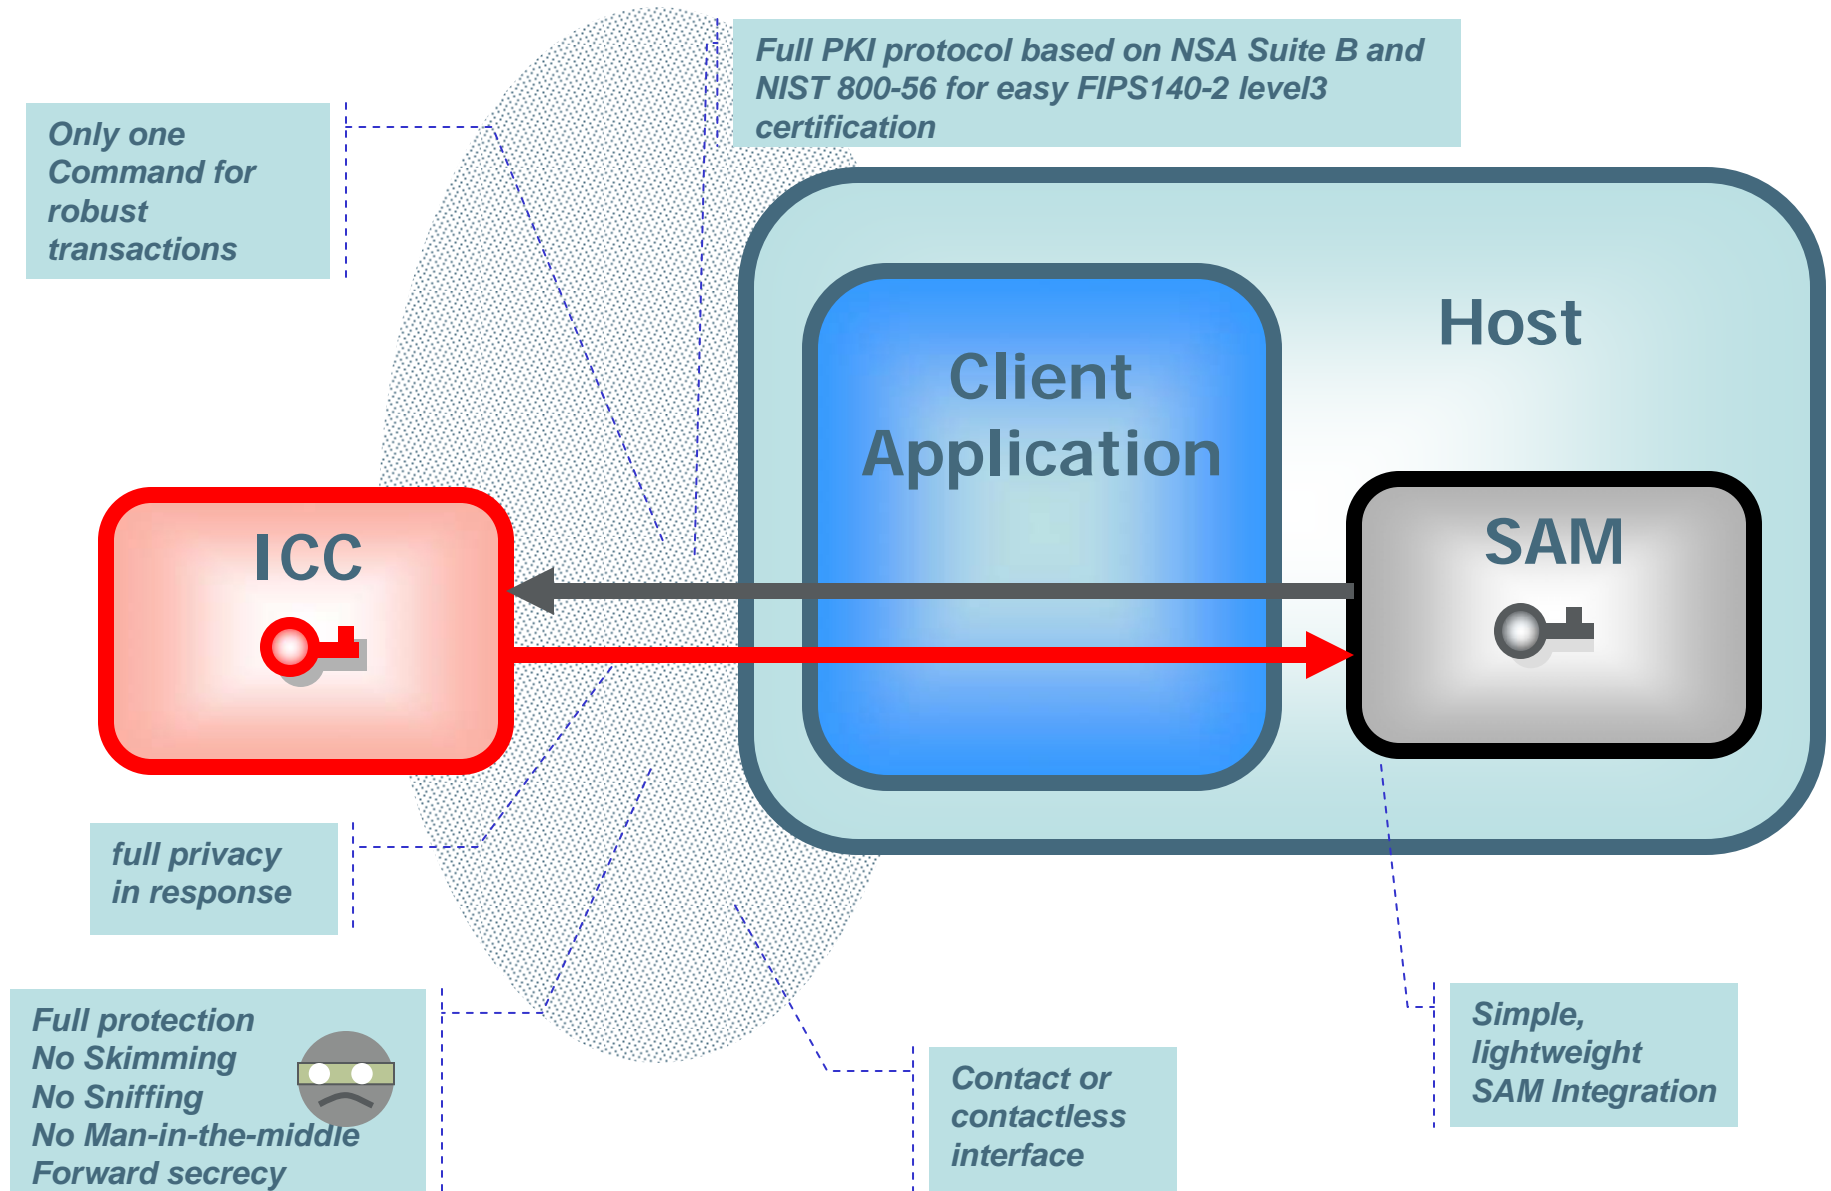 Full PKI protocol based on NSA Suite B and
NIST 800-56 for easy FIPS140-2 level3
certification
Only one
Command for
robust
transactions
Host
Client
Application
ICC
SAM
full privacy
in response
Full protection
No Skimming
No Sniffing
No Man-in-the-middle
Forward secrecy
Contact or
contactless
interface
Simple,
lightweight
SAM Integration